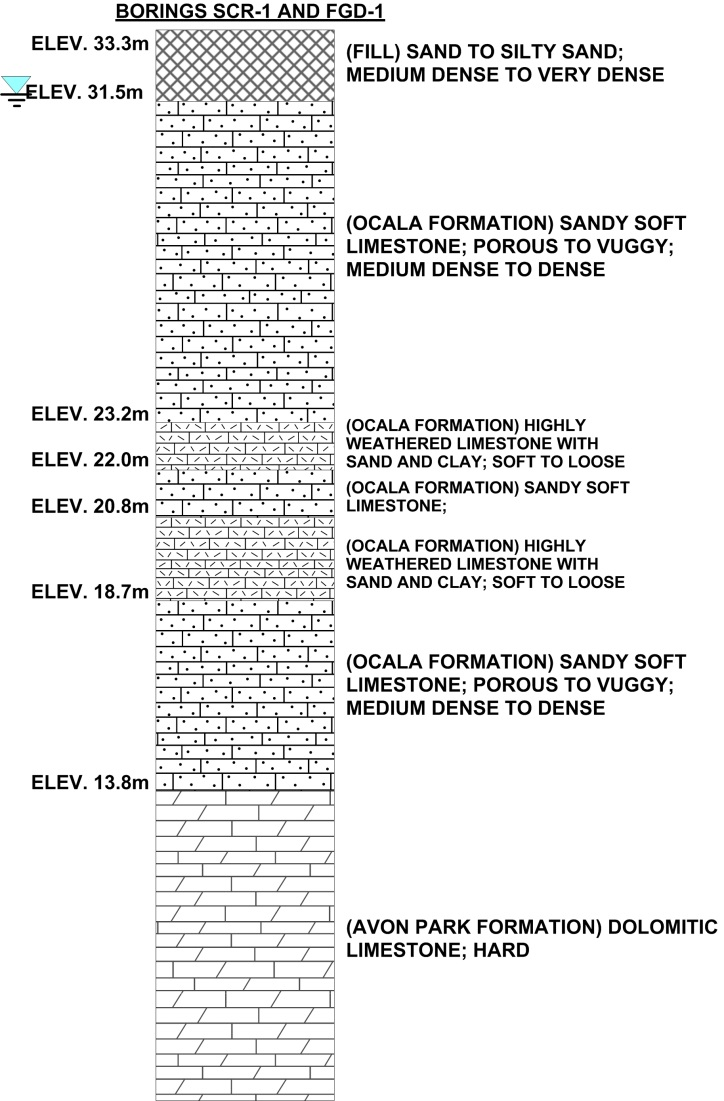 BORINGS SCR-1 AND FGD-1
ELEV. 33.3m
(FILL) SAND TO SILTY SAND;
MEDIUM DENSE TO VERY DENSE
ELEV. 31.5m
(OCALA FORMATION) SANDY SOFT
LIMESTONE; POROUS TO VUGGY;
MEDIUM DENSE TO DENSE
ELEV. 23.2m
(OCALA FORMATION) HIGHLY
WEATHERED LIMESTONE WITH
SAND AND CLAY; SOFT TO LOOSE
ELEV. 22.0m
(OCALA FORMATION) SANDY SOFT
LIMESTONE;
ELEV. 20.8m
(OCALA FORMATION) HIGHLY
WEATHERED LIMESTONE WITH
SAND AND CLAY; SOFT TO LOOSE
ELEV. 18.7m
(OCALA FORMATION) SANDY SOFT
LIMESTONE; POROUS TO VUGGY;
MEDIUM DENSE TO DENSE
ELEV. 13.8m
(AVON PARK FORMATION) DOLOMITIC
LIMESTONE; HARD